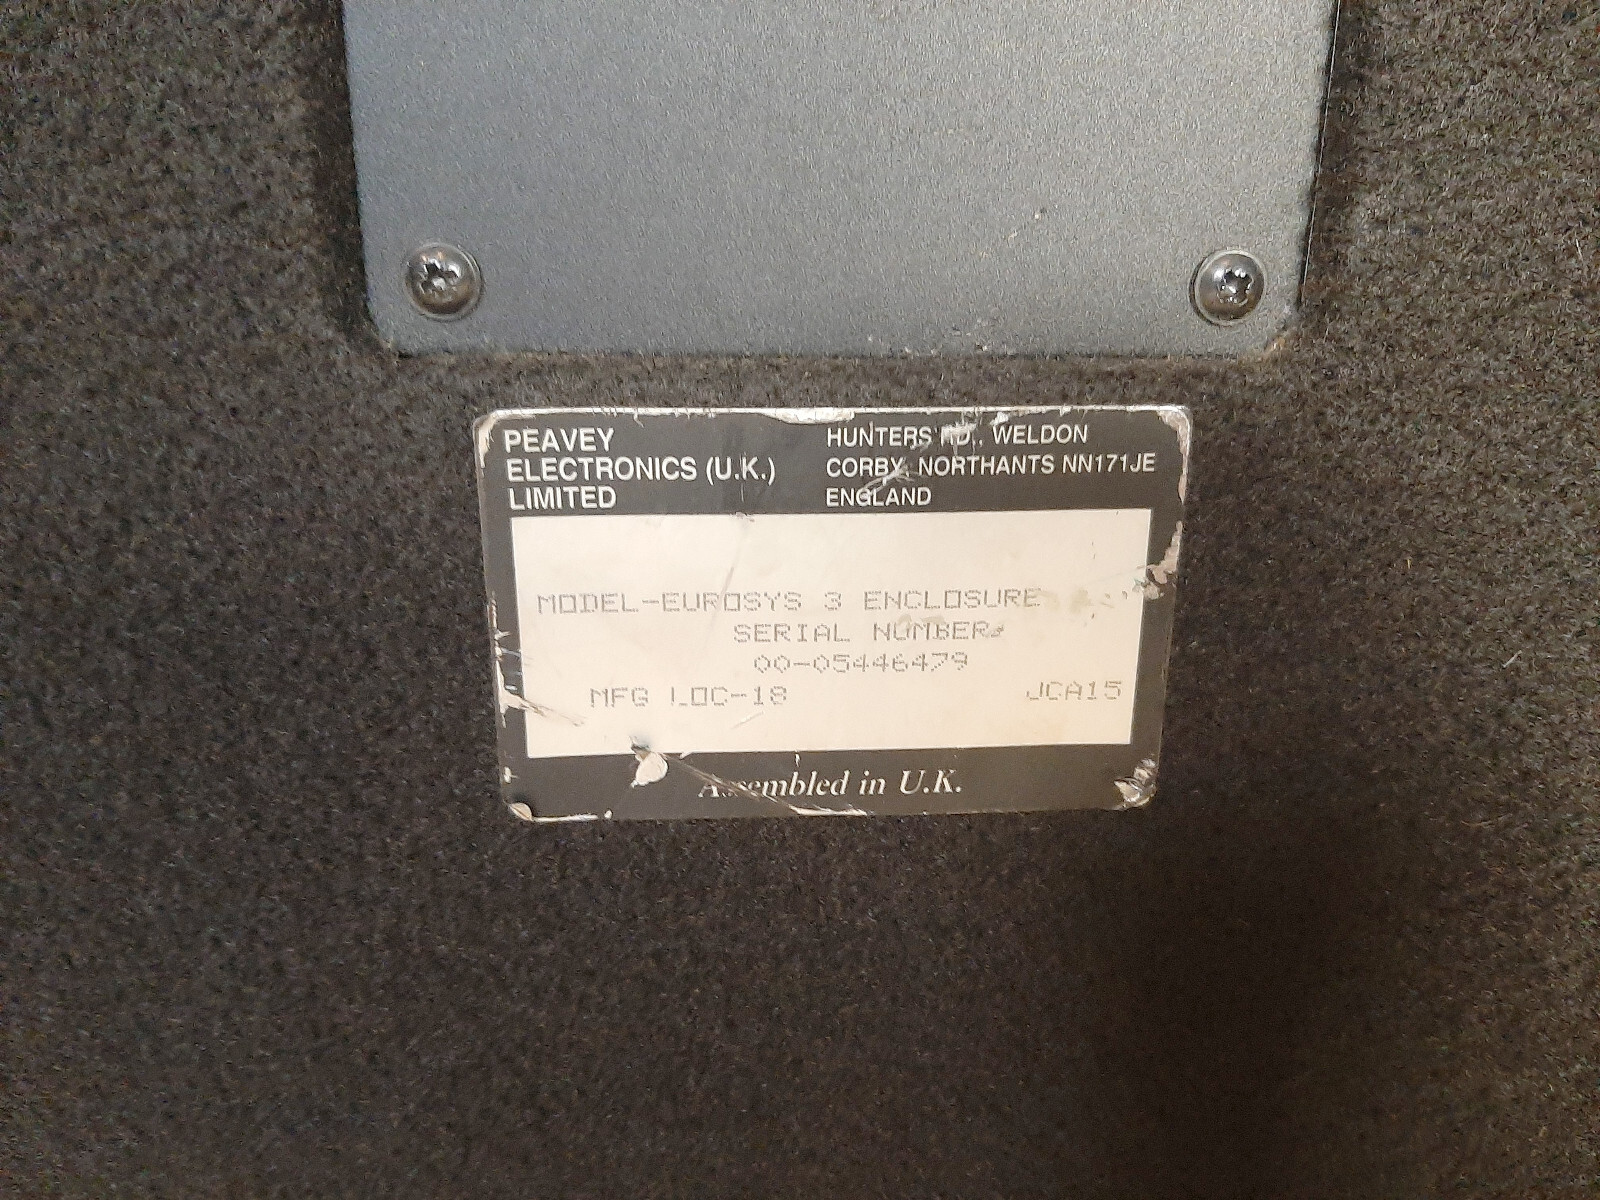 PEAVEY
ELECTRONICS (U.K.)
LIMITED
HUNTERS RD., WELDON
CORBY, NORTHANTS NN171JE
ENGLAND
MODEL-EUROSYS 3 ENCLOSURE
SERIAL NUMBER:
00-05446479
MFG LOC-18 JCA15
Assembled in U.K.